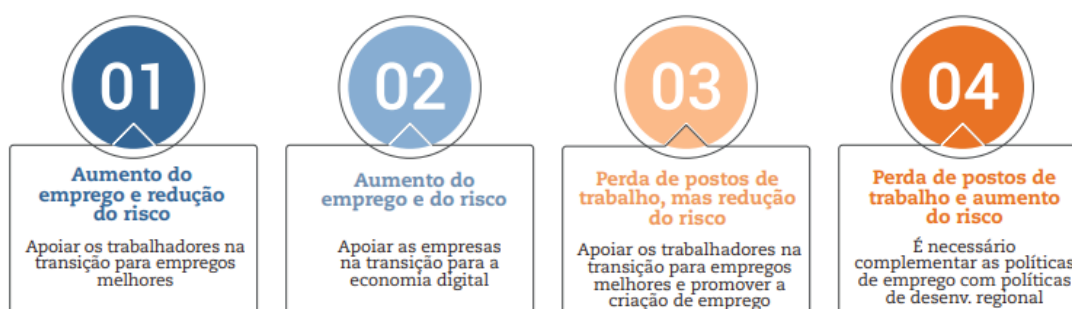 01
Aumento do
emprego e redução
do risco
Apoiar os trabalhadores na
transição para empregos
melhores
02
Aumento do
emprego e do risco
Apoiar as empresas
na transição para a
economia digital
03
Perda de postos de
trabalho, mas redução
do risco
Apoiar os trabalhadores na
transição para empregos
melhores e promover a
criação de emprego
04
Perda de postos de
trabalho e aumento
do risco
É necessário
complementar as políticas
de emprego com políticas
de desenv. regional